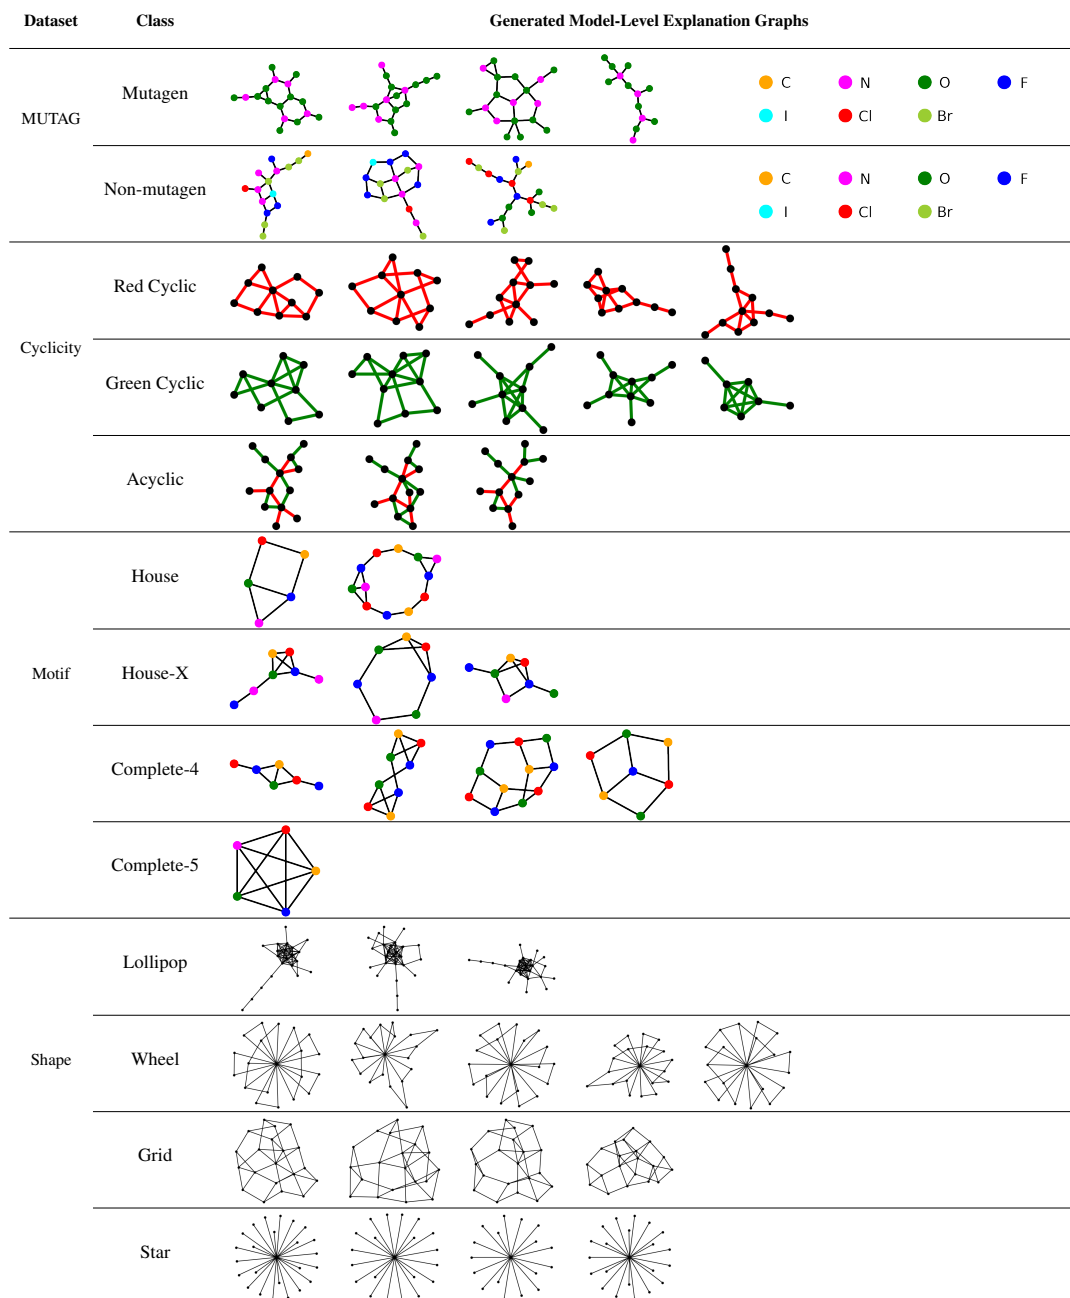 Dataset Class Generated Model-Level Explanation Graphs
Mutagen
C N O F
I Cl Br
MUTAG
Non-mutagen
C N O F
I Cl Br
Red Cyclic
Cyclicity
Green Cyclic
Acyclic
House
Motif
House-X
Complete-4
Complete-5
Lollipop
Shape
Wheel
Grid
Star